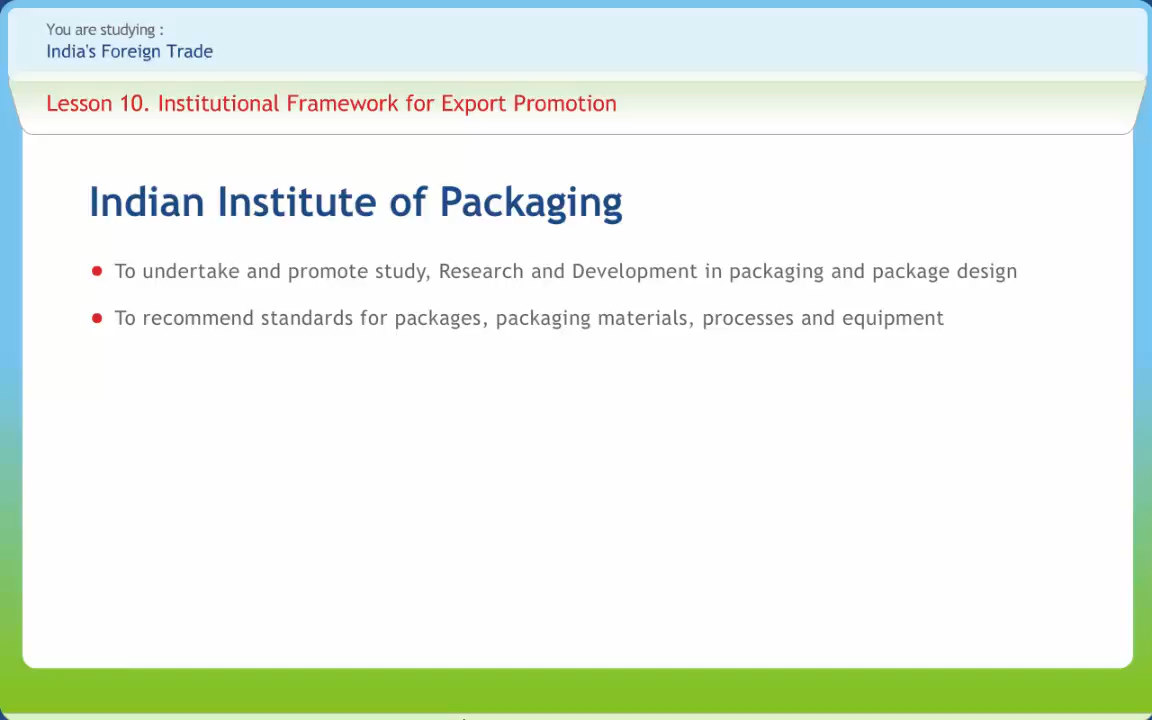 You are studying :
India's Foreign Trade
Lesson 10. Institutional Framework for Export Promotion
Indian Institute of Packaging
• To undertake and promote study, Research and Development in packaging and package design
• To recommend standards for packages, packaging materials, processes and equipment